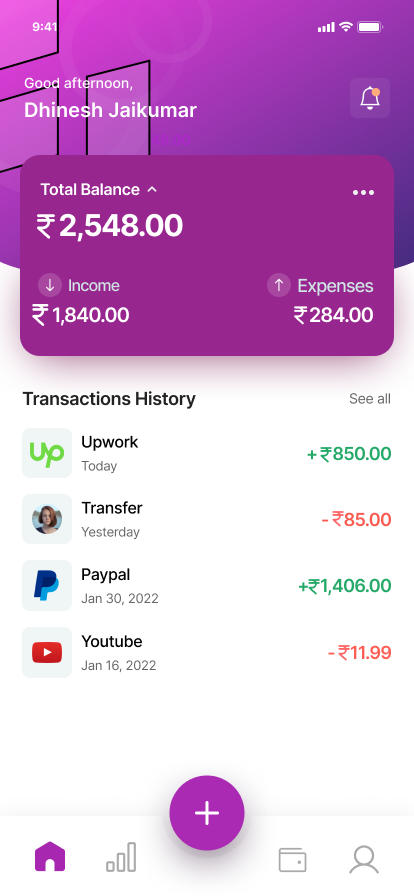 9:41
Good afternoon,
Dhinesh Jaikumar
Total Balance
₹2,548.00
Income
Expenses
₹1,840.00
₹284.00
Transactions History
See all
up
Upwork
+₹850.00
Today
Transfer
-₹85.00
Yesterday
Paypal
+₹1,406.00
Jan 30, 2022
Youtube
-₹11.99
Jan 16, 2022